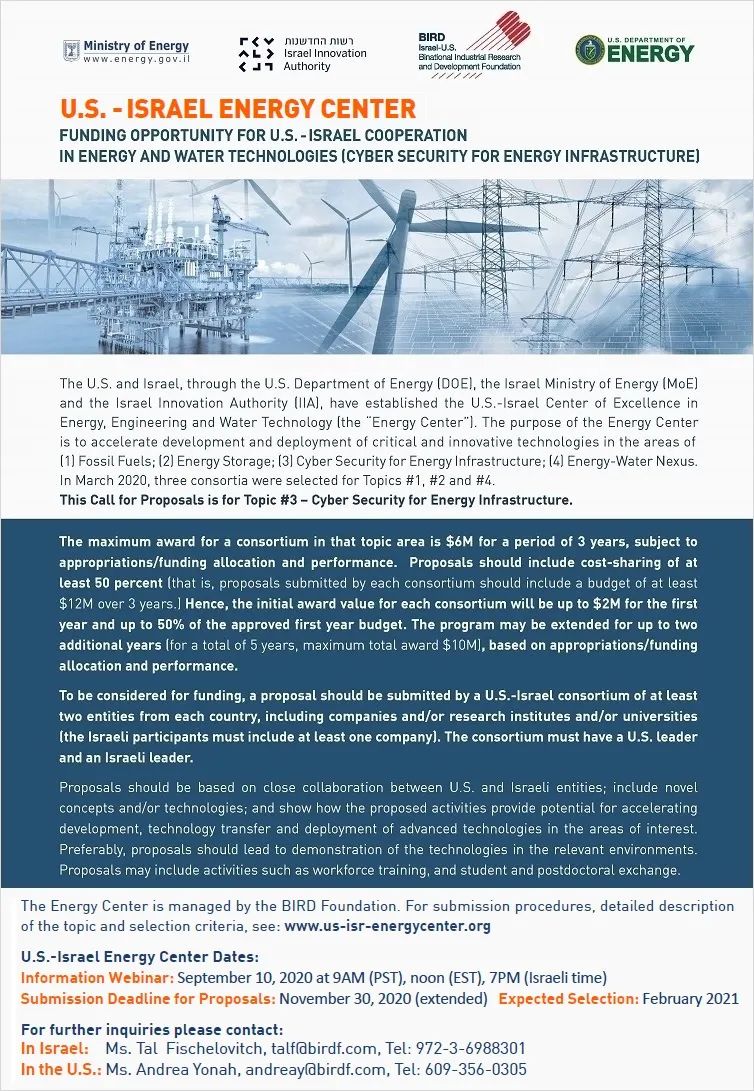 Ministry of Energy
www.energy.gov.il
רשות החדשנות
Israel Innovation
Authority
BIRD
Israel-U.S.
Binational Industrial Research
and Development Foundation
U.S. DEPARTMENT OF
ENERGY
U.S. - ISRAEL ENERGY CENTER
FUNDING OPPORTUNITY FOR U.S. - ISRAEL COOPERATION
IN ENERGY AND WATER TECHNOLOGIES (CYBER SECURITY FOR ENERGY INFRASTRUCTURE)
The U.S. and Israel, through the U.S. Department of Energy (DOE), the Israel Ministry of Energy (MoE)
and the Israel Innovation Authority (IIA), have established the U.S.-Israel Center of Excellence in
Energy, Engineering and Water Technology (the “Energy Center”). The purpose of the Energy Center
is to accelerate development and deployment of critical and innovative technologies in the areas of
(1) Fossil Fuels; (2) Energy Storage; (3) Cyber Security for Energy Infrastructure; (4) Energy-Water Nexus.
In March 2020, three consortia were selected for Topics #1, #2 and #4.
This Call for Proposals is for Topic #3 – Cyber Security for Energy Infrastructure.
The maximum award for a consortium in that topic area is $6M for a period of 3 years, subject to
appropriations/funding allocation and performance. Proposals should include cost-sharing of at
least 50 percent (that is, proposals submitted by each consortium should include a budget of at least
$12M over 3 years.) Hence, the initial award value for each consortium will be up to $2M for the first
year and up to 50% of the approved first year budget. The program may be extended for up to two
additional years (for a total of 5 years, maximum total award $10M), based on appropriations/funding
allocation and performance.
To be considered for funding, a proposal should be submitted by a U.S.-Israel consortium of at least
two entities from each country, including companies and/or research institutes and/or universities
(the Israeli participants must include at least one company). The consortium must have a U.S. leader
and an Israeli leader.
Proposals should be based on close collaboration between U.S. and Israeli entities; include novel
concepts and/or technologies; and show how the proposed activities provide potential for accelerating
development, technology transfer and deployment of advanced technologies in the areas of interest.
Preferably, proposals should lead to demonstration of the technologies in the relevant environments.
Proposals may include activities such as workforce training, and student and postdoctoral exchange.
The Energy Center is managed by the BIRD Foundation. For submission procedures, detailed description
of the topic and selection criteria, see: www.us-isr-energycenter.org
U.S.-Israel Energy Center Dates:
Information Webinar: September 10, 2020 at 9AM (PST), noon (EST), 7PM (Israeli time)
Submission Deadline for Proposals: November 30, 2020 (extended) Expected Selection: February 2021
For further inquiries please contact:
In Israel: Ms. Tal Fischelovitch, talf@birdf.com, Tel: 972-3-6988301
In the U.S.: Ms. Andrea Yonah, andreay@birdf.com, Tel: 609-356-0305